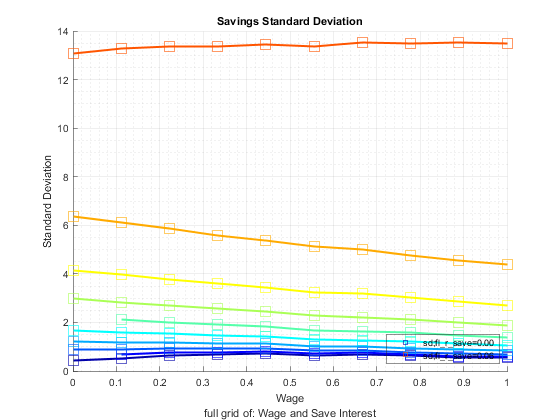 Savings Standard Deviation
14
12
10
8
6
4
2
0
Standard Deviation
sd;fi_r_save=0.00
0 0.1 0.2 0.3 0.4 0.5 0.6 0.7 0.8 0.9 1
Wage
full grid of: Wage and Save Interest